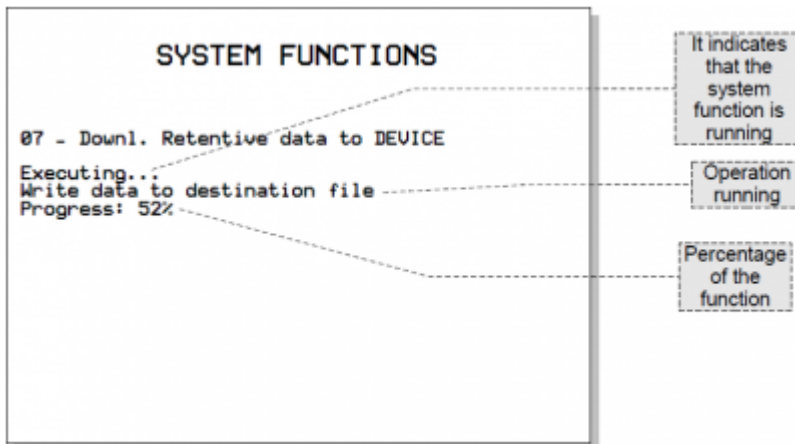 SYSTEM FUNCTIONS
07 - Downl. Retentive data to DEVICE
Executing...
Write data to destination file
Progress: 52%
It indicates
that the
system
function is
running
Operation
running
Percentage
of the
function